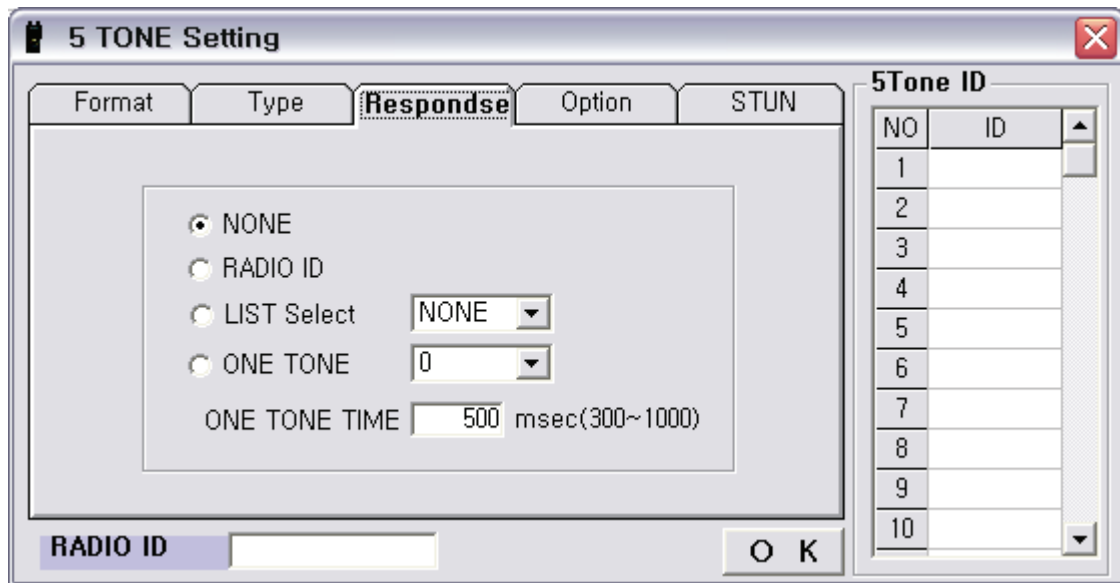 5 TONE Setting
Format Type Respondse Option STUN
NONE
RADIO ID
LIST Select NONE
ONE TONE 0
ONE TONE TIME 500 msec(300~1000)
RADIO ID
O K
5Tone ID
NO ID
1
2
3
4
5
6
7
8
9
10